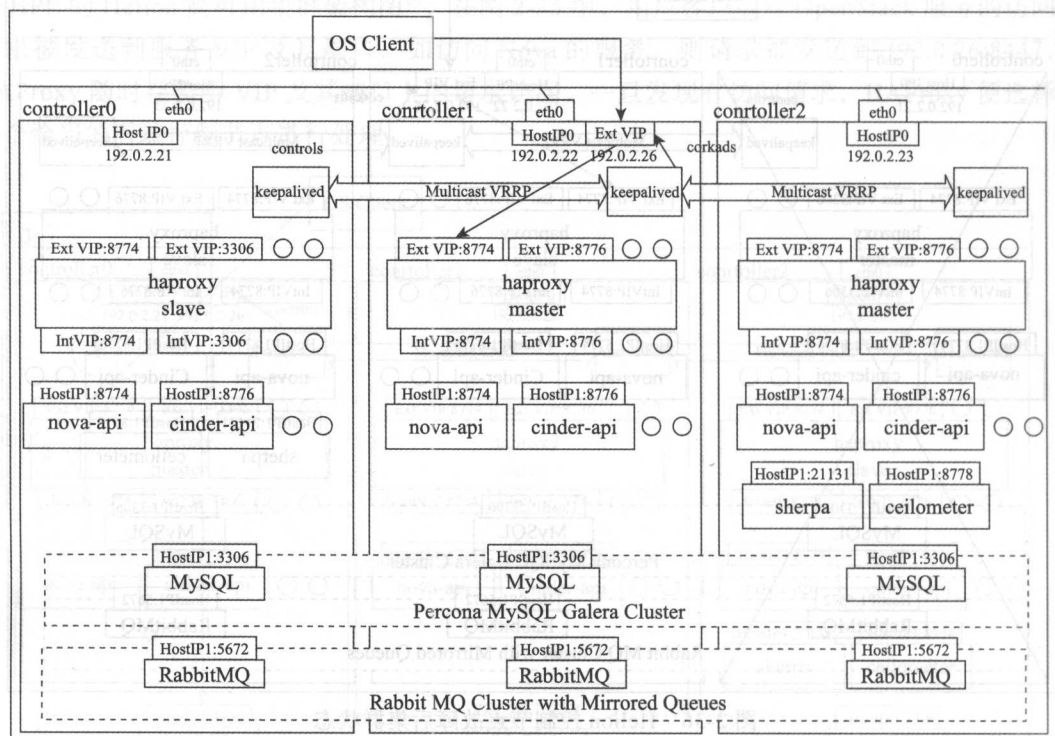 OS Client
conrtoller0
eth0
Host IP0
192.0.2.21
controls
keepalived
conrtoller1
eth0
HostIP0
Ext VIP
192.0.2.22
192.0.2.26
corkads
keepalived
conrtoller2
eth0
HostIP0
192.0.2.23
keepalived
Multicast VRRP
Multicast VRRP
Ext VIP:8774
Ext VIP:3306
haproxy
slave
IntVIP:8774
IntVIP:3306
Ext VIP:8774
Ext VIP:8776
haproxy
master
IntVIP:8774
IntVIP:8776
Ext VIP:8774
Ext VIP:8776
haproxy
master
IntVIP:8774
IntVIP:8776
HostIP1:8774
HostIP1:8776
nova-api
cinder-api
HostIP1:8774
HostIP1:8776
nova-api
cinder-api
HostIP1:8774
HostIP1:8776
nova-api
cinder-api
HostIP1:21131
HostIP1:8778
sherpa
ceilometer
HostIP1:3306
HostIP1:3306
HostIP1:3306
MySQL
MySQL
MySQL
Percona MySQL Galera Cluster
HostIP1:5672
HostIP1:5672
HostIP1:5672
RabbitMQ
RabbitMQ
RabbitMQ
Rabbit MQ Cluster with Mirrored Queues